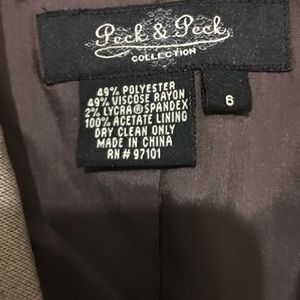 Peck & Peck
COLLECTION
6
49% POLYESTER
49% VISCOSE RAYON
2% LYCRA® SPANDEX
100% ACETATE LINING
DRY CLEAN ONLY
MADE IN CHINA
RN # 97101